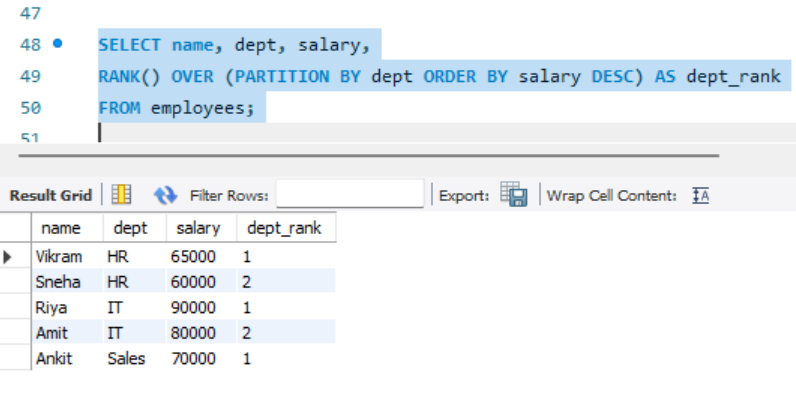 47
48 SELECT name, dept, salary,
49 RANK() OVER (PARTITION BY dept ORDER BY salary DESC) AS dept_rank
50 FROM employees;
51
Result Grid Filter Rows: Export: Wrap Cell Content: IA
name dept salary dept_rank
Vikram HR 65000 1
Sneha HR 60000 2
Riya IT 90000 1
Amit IT 80000 2
Ankit Sales 70000 1